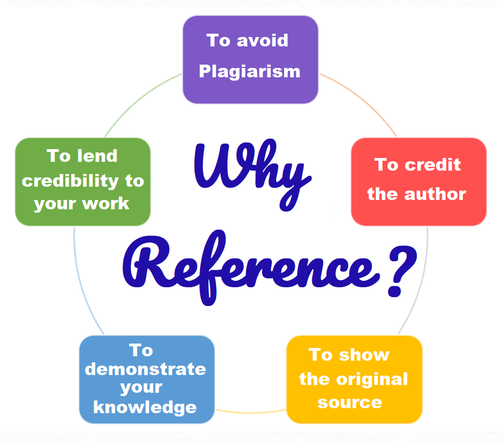 To avoid
Plagiarism
To lend
credibility to
your work
Why
Reference?
To credit
the author
To
demonstrate
your
knowledge
To show
the original
source